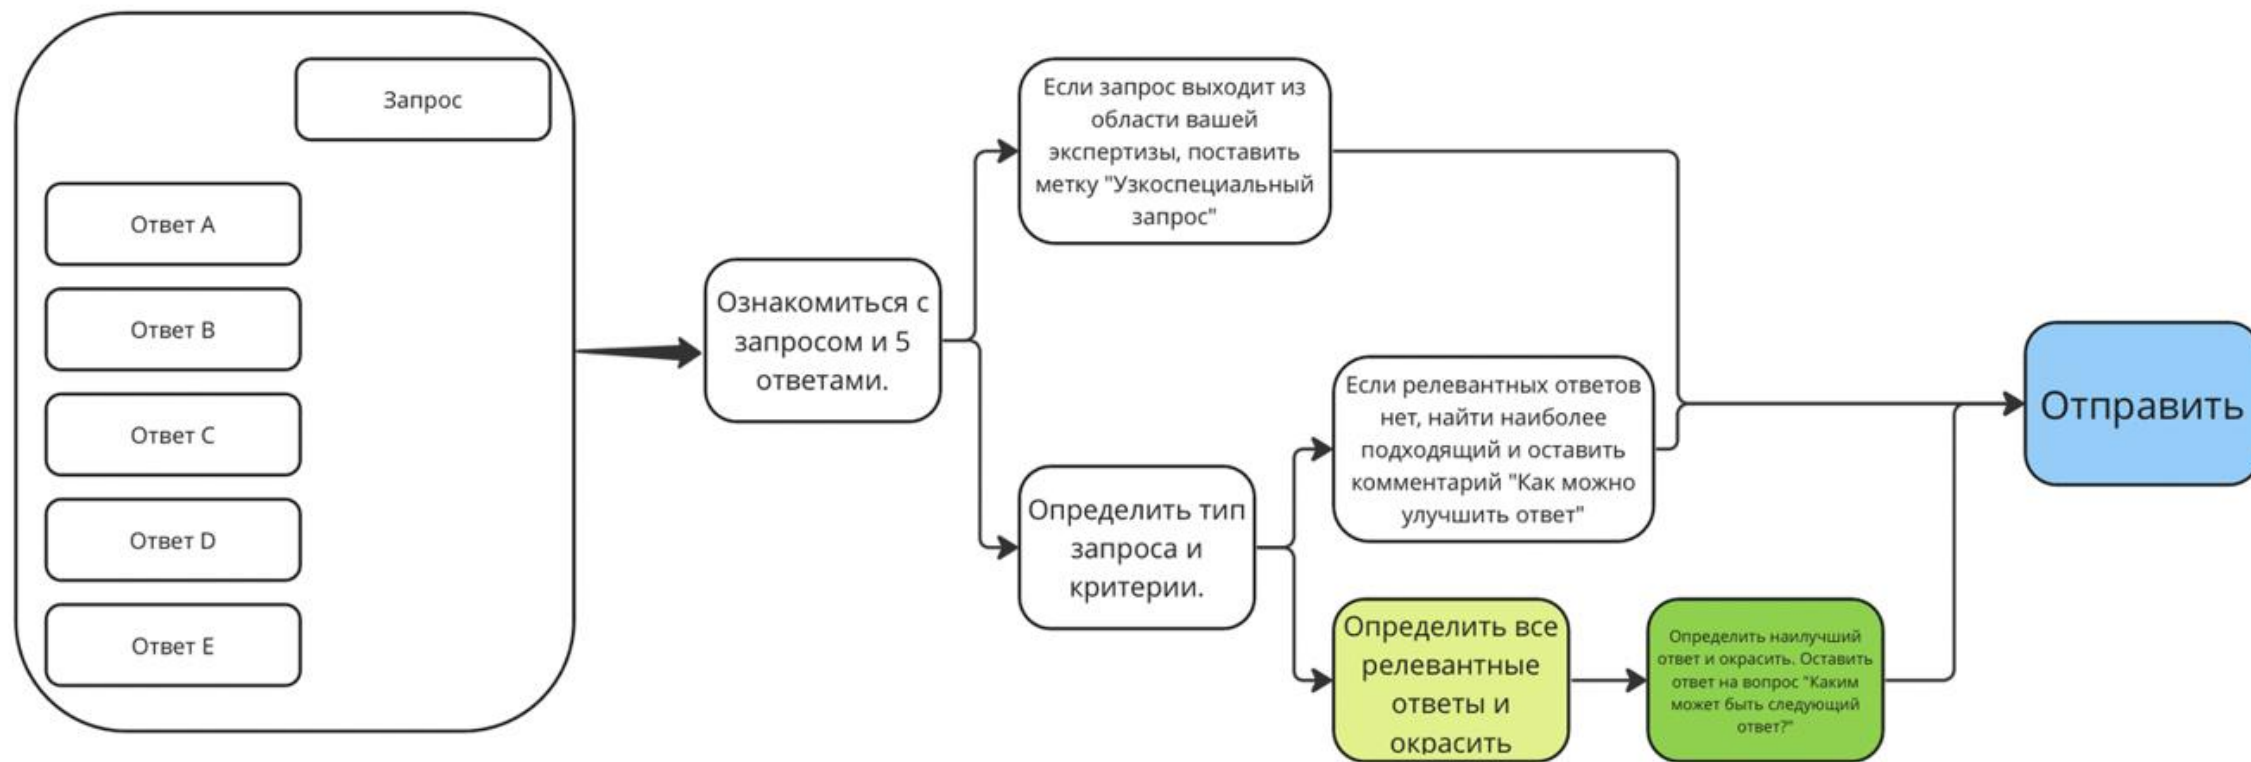 Запрос
Ответ A
Ответ B
Ответ C
Ответ D
Ответ E
Ознакомиться с
запросом и 5
ответами.
Если запрос выходит из
области вашей
экспертизы, поставить
метку "Узкоспециальный
запрос"
Определить тип
запроса и
критерии.
Если релевантных ответов
нет, найти наиболее
подходящий и оставить
комментарий "Как можно
улучшить ответ"
Определить все
релевантные
ответы и
окрасить
Определить наилучший
ответ и окрасить. Оставить
ответ на вопрос "Каким
может быть следующий
ответ?"
Отправить